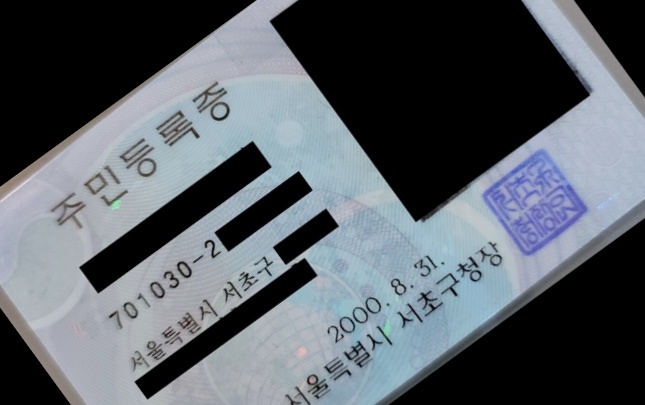 주민등록증
701030-2
서울특별시 서초구
2000. 8. 31.
서울특별시 서초구청장